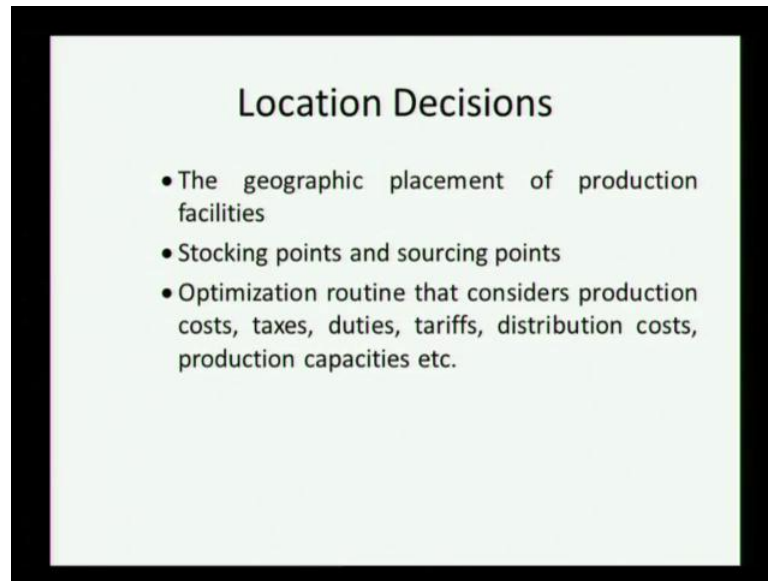 Location Decisions
• The geographic placement of production
facilities
• Stocking points and sourcing points
• Optimization routine that considers production
costs, taxes, duties, tariffs, distribution costs,
production capacities etc.